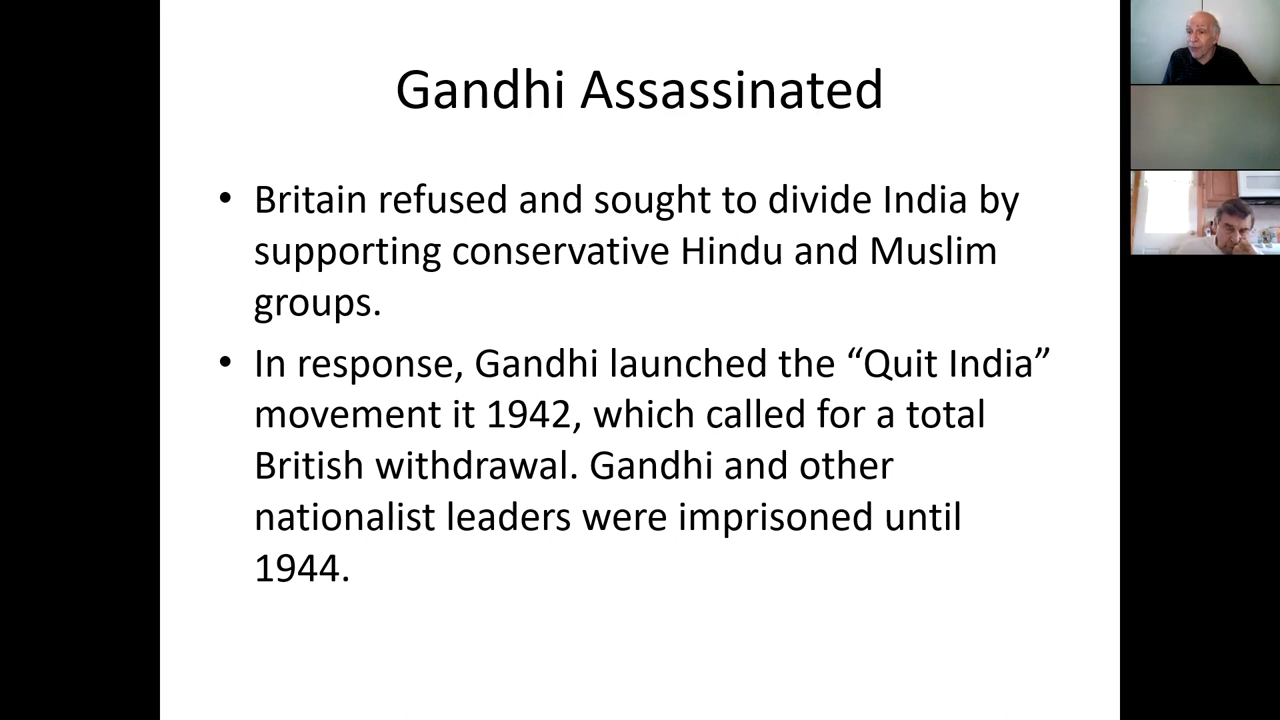 Gandhi Assassinated
• Britain refused and sought to divide India by
supporting conservative Hindu and Muslim
groups.
• In response, Gandhi launched the “Quit India”
movement it 1942, which called for a total
British withdrawal. Gandhi and other
nationalist leaders were imprisoned until
1944.